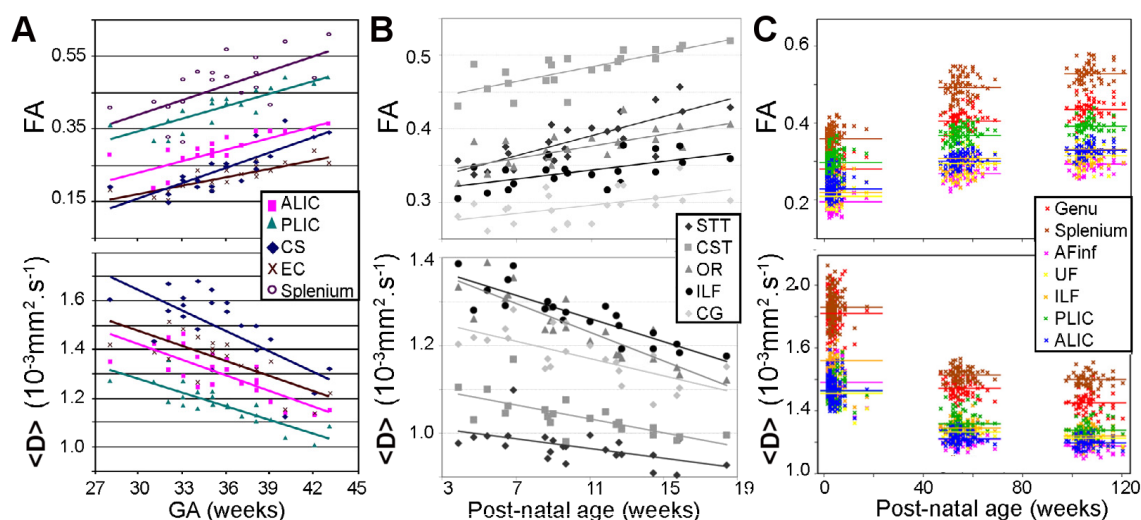 A
FA
0.55
0.35
0.15
ALIC
PLIC
CS
EC
Splenium
<D> (10⁻³mm².s⁻¹)
1.6
1.4
1.2
1.0
27
30
33
36
39
42
45
GA (weeks)
B
FA
0.5
0.4
0.3
STT
CST
OR
ILF
CG
<D> (10⁻³mm².s⁻¹)
1.4
1.2
1.0
3
7
11
15
19
Post-natal age (weeks)
C
FA
0.6
0.4
0.2
Genu
Splenium
AFinf
UF
ILF
PLIC
ALIC
<D> (10⁻³mm².s⁻¹)
2.0
1.8
1.4
1.0
0
20
40
60
80
100
120
Post-natal age (weeks)